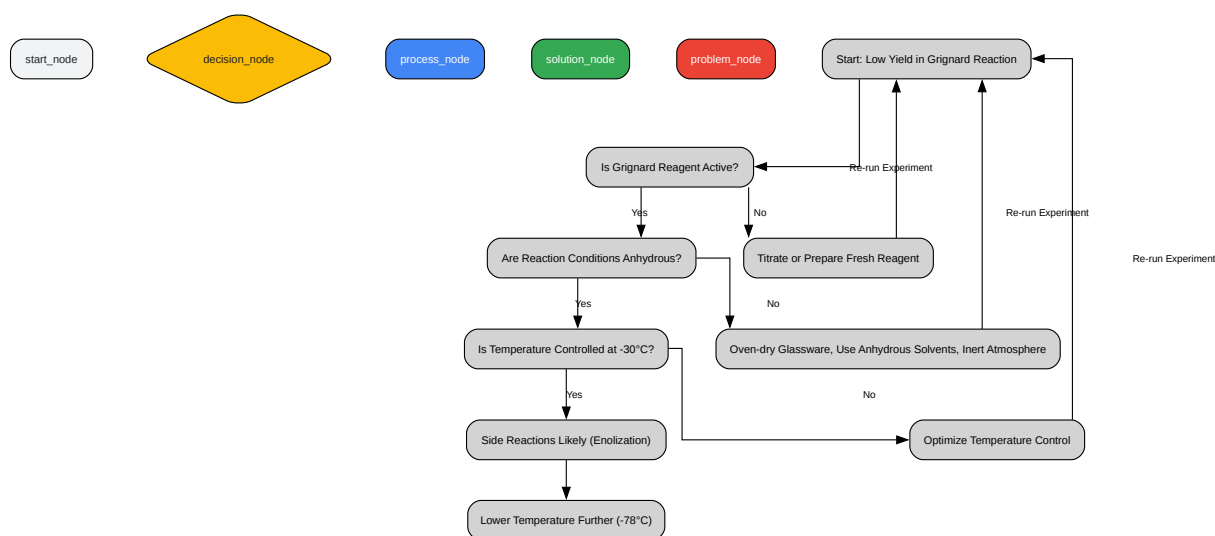 start_node
decision_node
process_node
solution_node
problem_node
Start: Low Yield in Grignard Reaction
Is Grignard Reagent Active?
Re-run Experiment
Yes
No
Re-run Experiment
Are Reaction Conditions Anhydrous?
Titrate or Prepare Fresh Reagent
Re-run Experiment
Yes
No
Is Temperature Controlled at -30°C?
Oven-dry Glassware, Use Anhydrous Solvents, Inert Atmosphere
Yes
No
Side Reactions Likely (Enolization)
Optimize Temperature Control
Lower Temperature Further (-78°C)